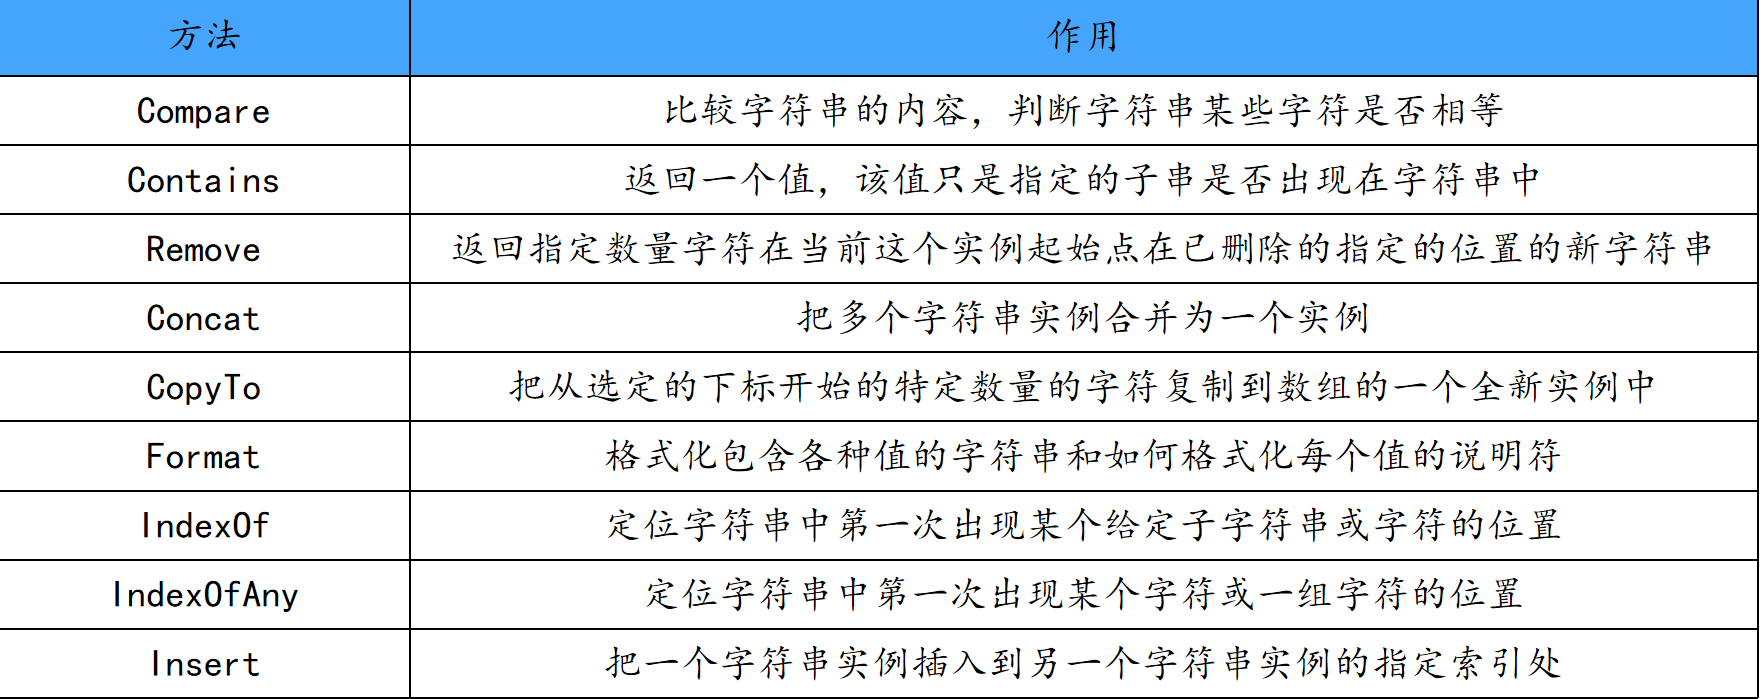 方法 作用
Compare 比较字符串的内容，判断字符串某些字符是否相等
Contains 返回一个值，该值只是指定的子串是否出现在字符串中
Remove 返回指定数量字符在当前这个实例起始点在已删除的指定的位置的新字符串
Concat 把多个字符串实例合并为一个实例
CopyTo 把从选定的下标开始的特定数量的字符复制到数组的一个全新实例中
Format 格式化包含各种值的字符串和如何格式化每个值的说明符
IndexOf 定位字符串中第一次出现某个给定子字符串或字符的位置
IndexOfAny 定位字符串中第一次出现某个字符或一组字符的位置
Insert 把一个字符串实例插入到另一个字符串实例的指定索引处